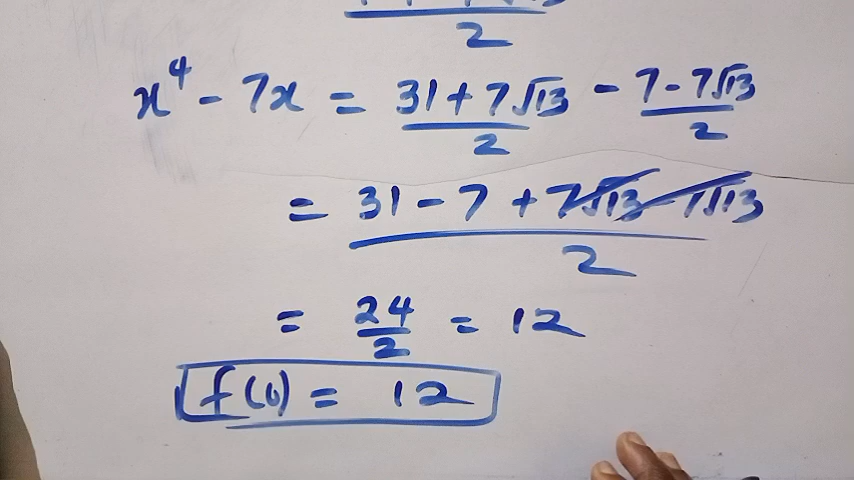 2
x⁴ - 7x = (31 + 7√13)/2 - (7 - 7√13)/2
= (31 - 7 + 7√13 - 7√13)/2
= 24/2 = 12
f(6) = 12